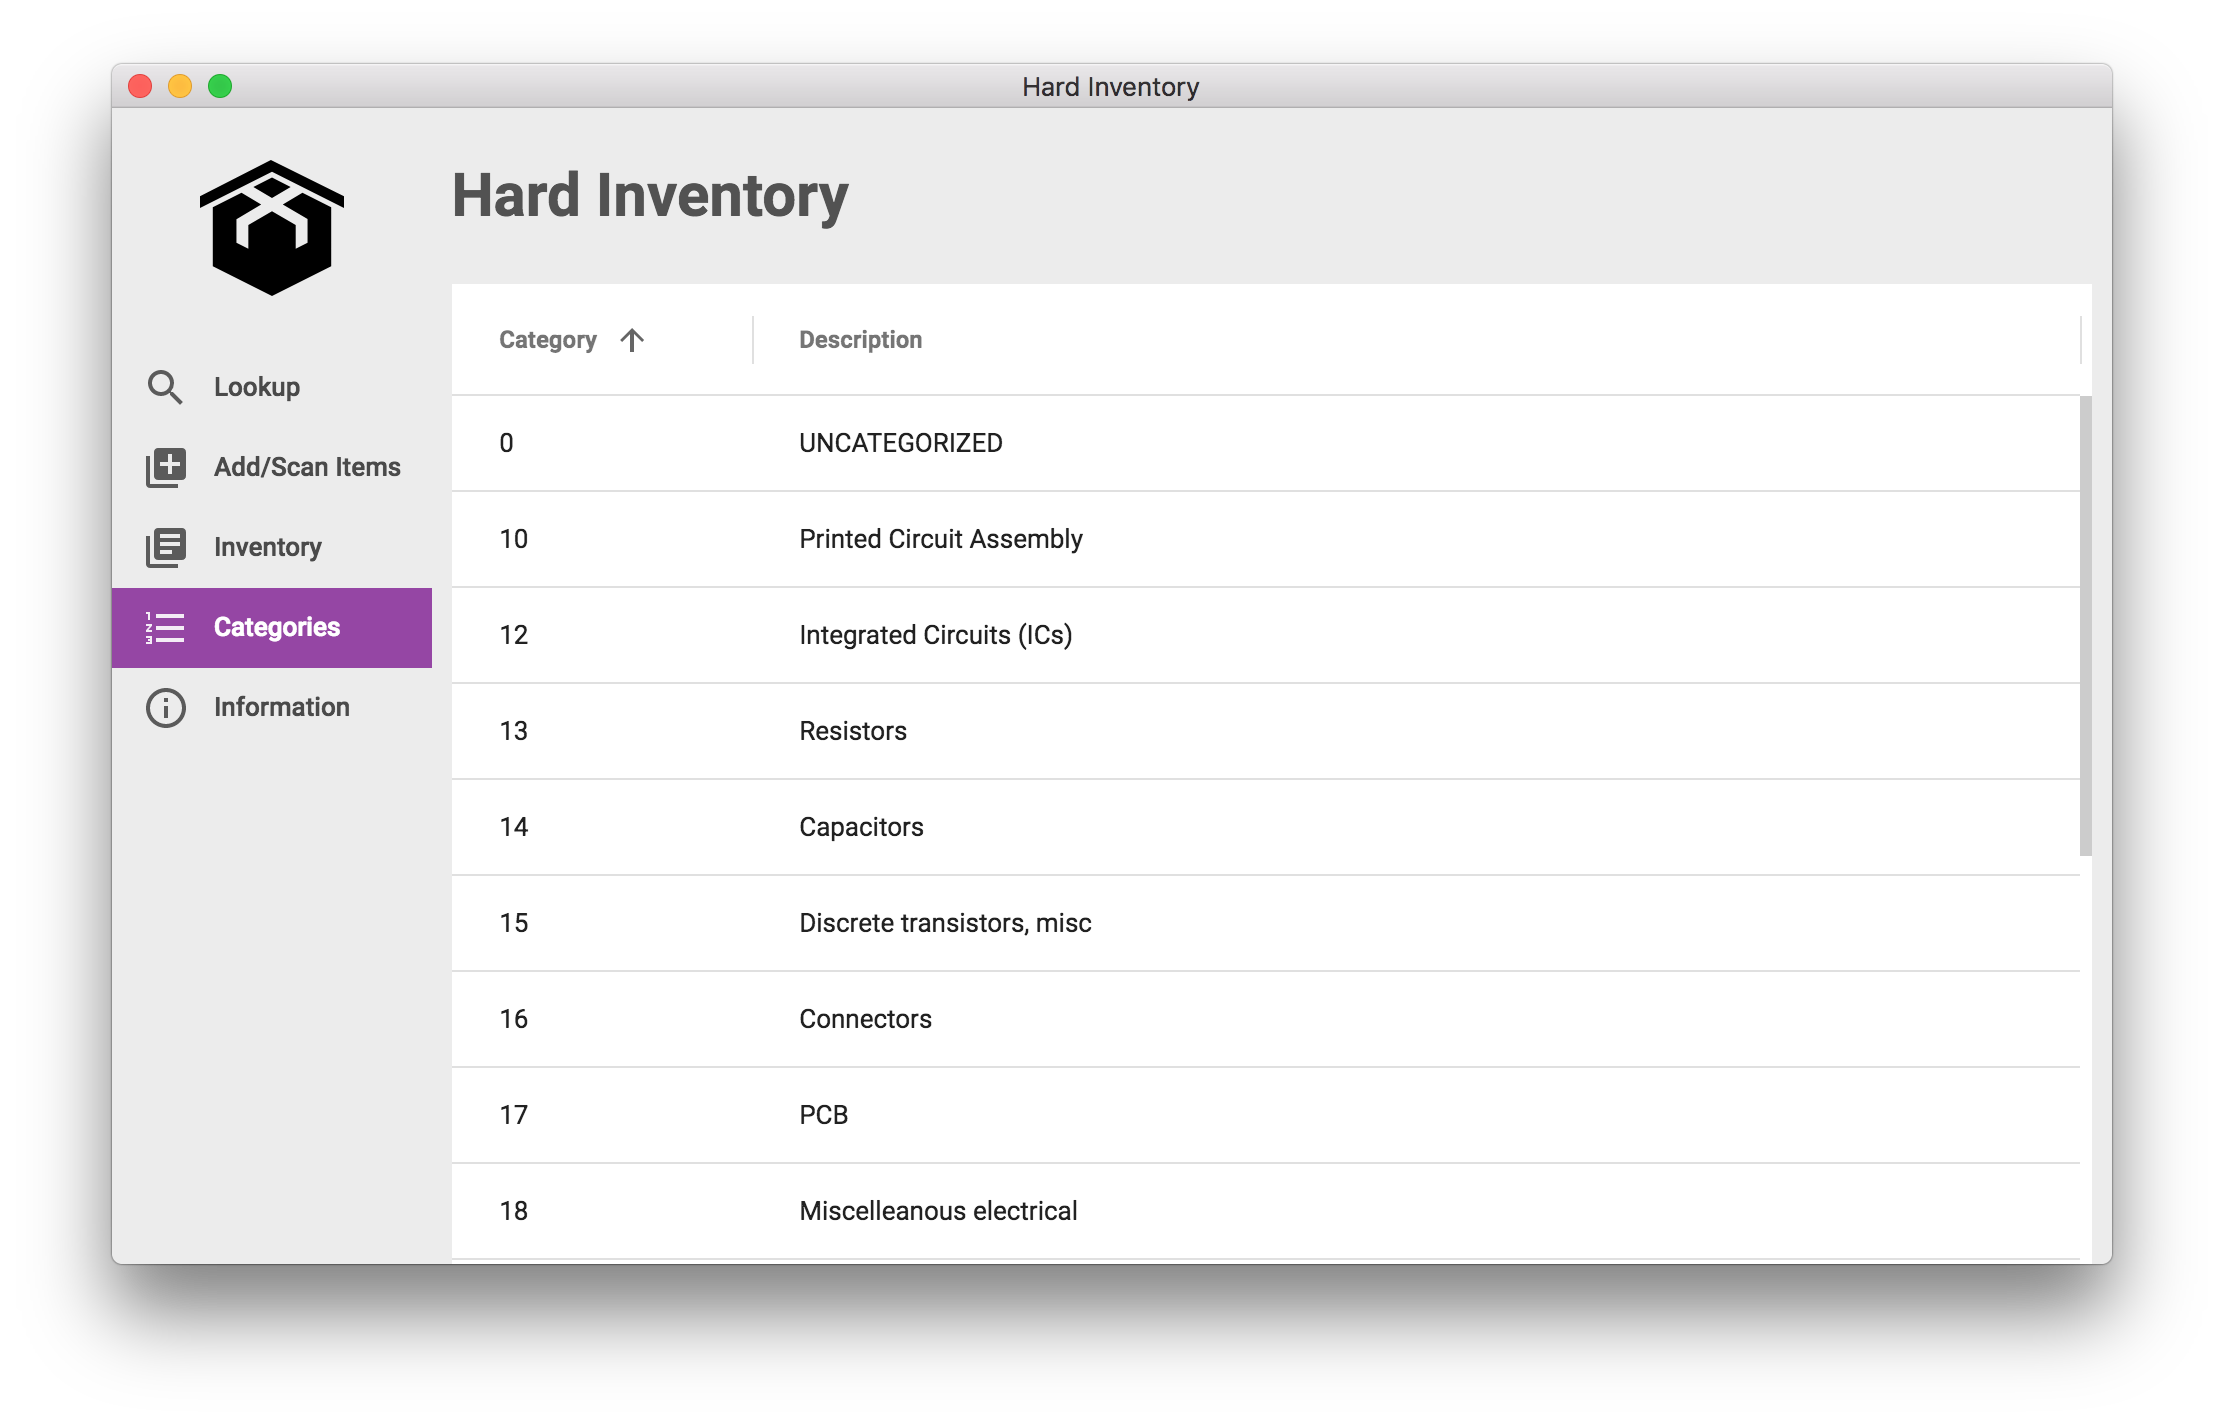 Hard Inventory
Hard Inventory
Lookup
Add/Scan Items
Inventory
Categories
Information
Category Description
0 UNCATEGORIZED
10 Printed Circuit Assembly
12 Integrated Circuits (ICs)
13 Resistors
14 Capacitors
15 Discrete transistors, misc
16 Connectors
17 PCB
18 Miscelleanous electrical